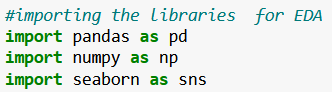 #importing the libraries  for EDA
import pandas as pd
import numpy as np
import seaborn as sns